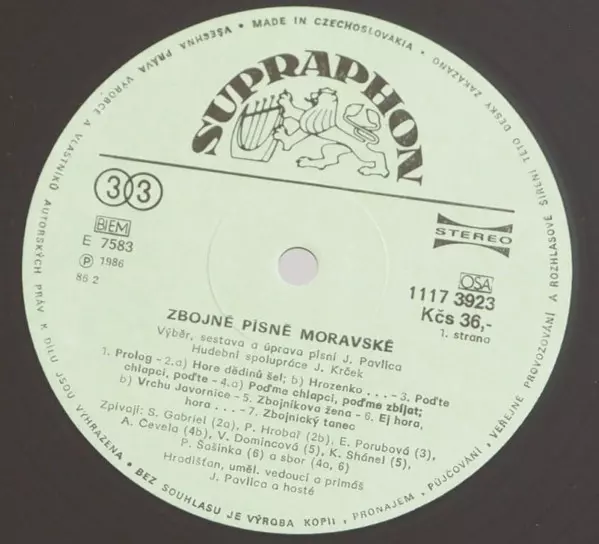 • MADE IN CZECHOSLOVAKIA • VŠECHNA PRÁVA VÝROBCE A VLASTNÍKŮ AUTORSKÝCH PRÁV K DÍLU JSOU VYHRAZENA • BEZ SOUHLASU JE VÝROBA KOPIÍ, PRONÁJEM, PŮJČOVÁNÍ, VEŘEJNÉ PROVOZOVÁNÍ A ROZHLASOVÉ ŠÍŘENÍ TÉTO DESKY ZAKÁZÁNO
SUPRAPHON
33
STEREO
BIEM
E 7583
Ⓟ 1986
86 2
OSA
1117 3923
Kčs 36,-
1. strana
ZBOJNÉ PÍSNĚ MORAVSKÉ
Výběr, sestava a úprava písní J. Pavlica
Hudební spolupráce J. Krček
1. Prolog - 2.a) Hore dědinú šel; b) Hrozenko . . . - 3. Poďte
chlapci, poďte - 4.a) Poďme chlapci, poďme zbíjat;
b) Vrchu Javornice - 5. Zbojníkova žena - 6. Ej hora,
hora . . . - 7. Zbojnický tanec
Zpívají: S. Gabriel (2a), P. Hrobař (2b), E. Porubová (3),
A. Čevela (4b), V. Domincová (5), K. Shánel (5),
P. Šašinka (6) a sbor (4a, 6)
Hradišťan, uměl. vedoucí a primáš
J. Pavlica a hosté